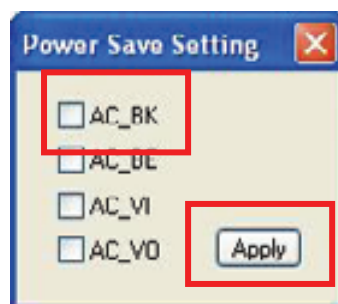 Power Save Setting
AC_BK
AC_BE
AC_VI
AC_VO
Apply